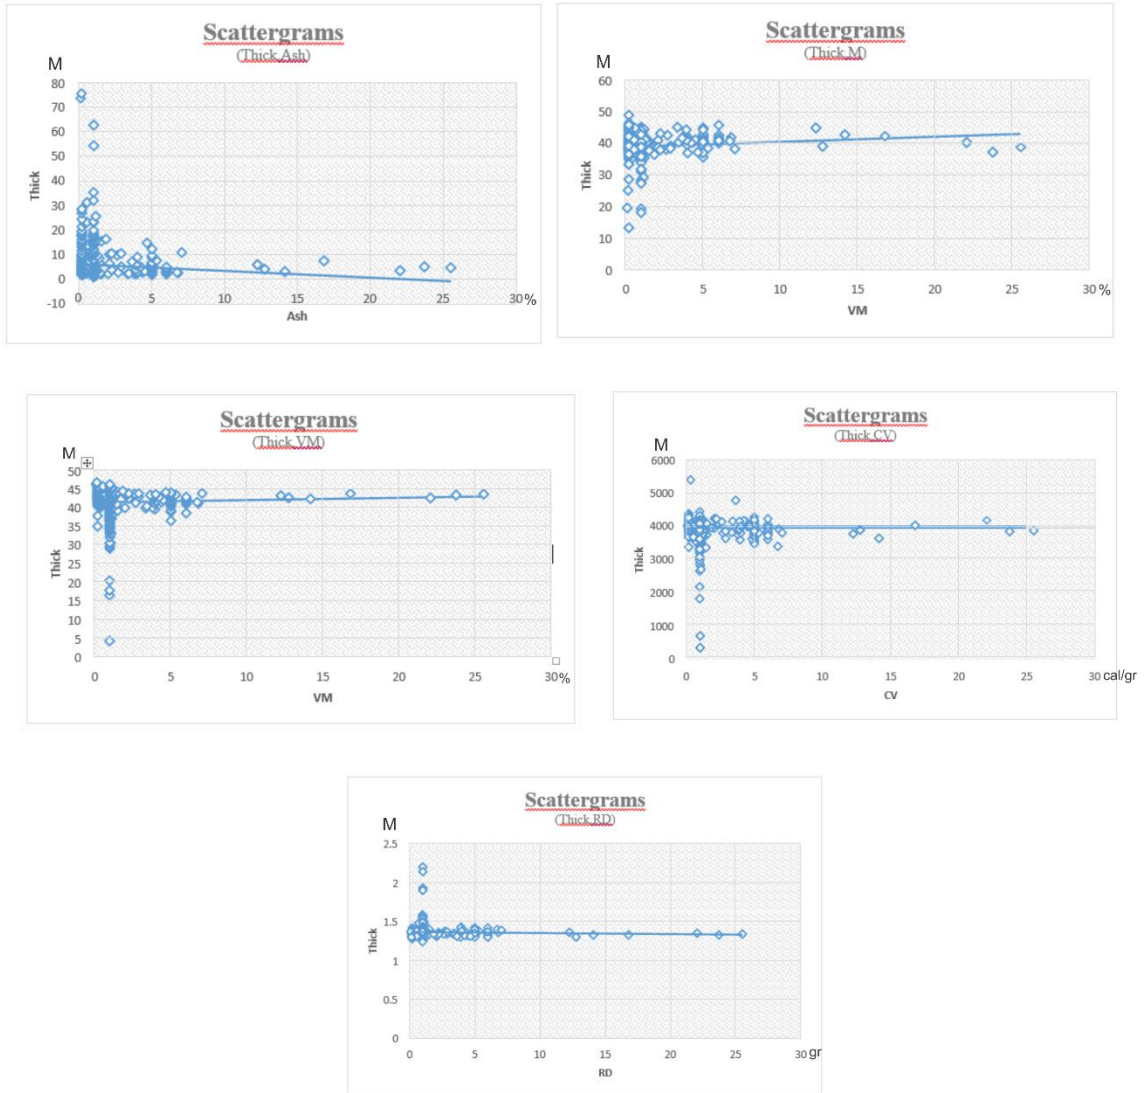 Scattergrams
(Thick.Ash)
M
80
70
60
50
40
30
20
10
0
-10
Thick
0 5 10 15 20 25 30 %
Ash
Scattergrams
(Thick.M)
M
60
50
40
30
20
10
0
Thick
0 5 10 15 20 25 30 %
VM
Scattergrams
(Thick.VM)
M
50
45
40
35
30
25
20
15
10
5
0
Thick
0 5 10 15 20 25 30 %
VM
Scattergrams
(Thick.CV)
M
6000
5000
4000
3000
2000
1000
0
Thick
0 5 10 15 20 25 30 cal/gr
CV
Scattergrams
(Thick.RD)
M
2.5
2
1.5
1
0.5
0
Thick
0 5 10 15 20 25 30 gr
RD